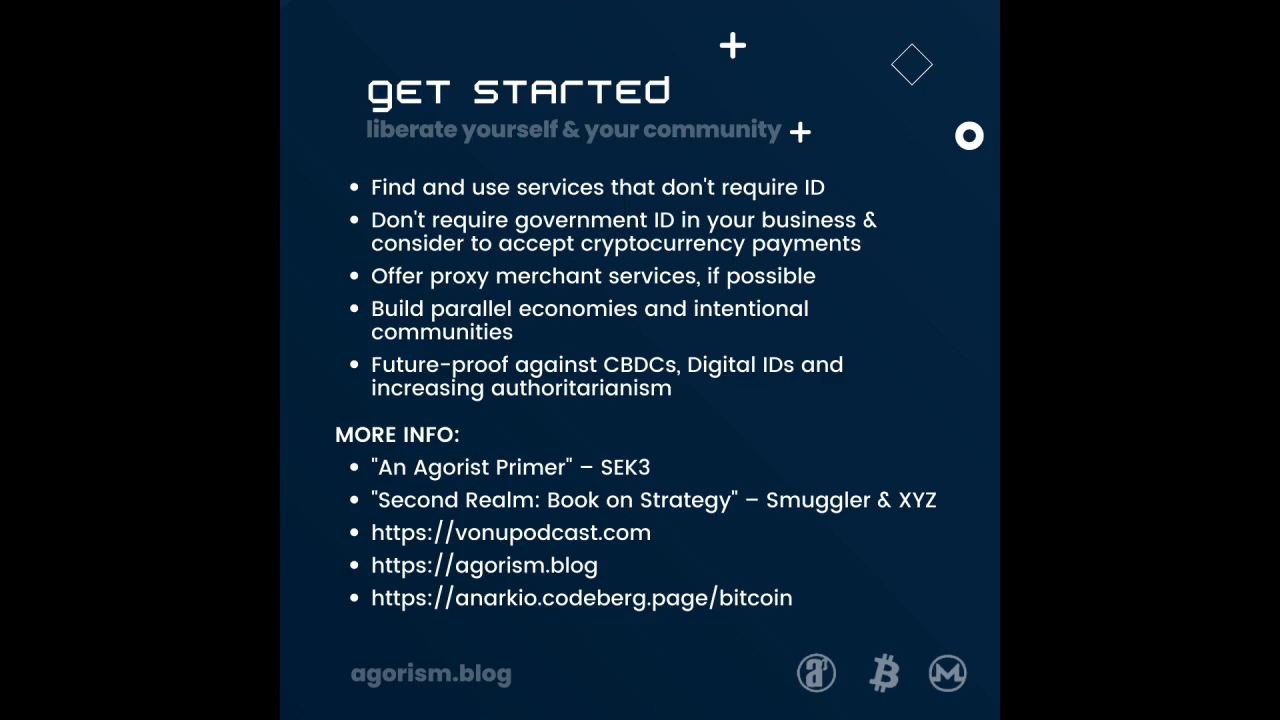 gET STArTEd
liberate yourself & your community
• Find and use services that don't require ID
• Don't require government ID in your business &
consider to accept cryptocurrency payments
• Offer proxy merchant services, if possible
• Build parallel economies and intentional
communities
• Future-proof against CBDCs, Digital IDs and
increasing authoritarianism
MORE INFO:
• "An Agorist Primer" – SEK3
• "Second Realm: Book on Strategy" – Smuggler & XYZ
• https://vonupodcast.com
• https://agorism.blog
• https://anarkio.codeberg.page/bitcoin
agorism.blog